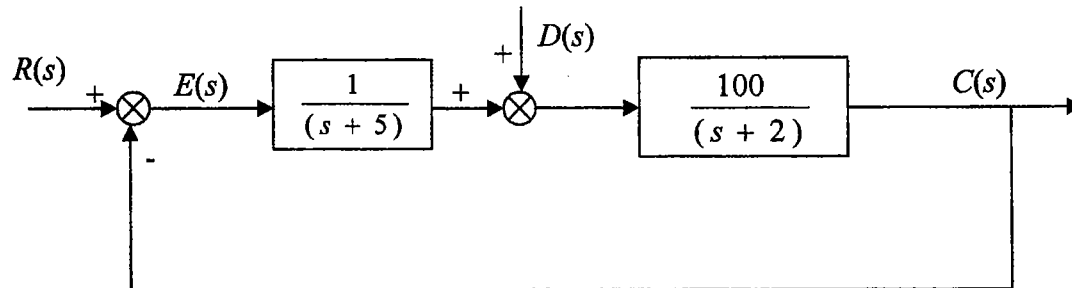 R(s)
+
-
E(s)
1
( s + 5 )
+
+
D(s)
100
( s + 2 )
C(s)